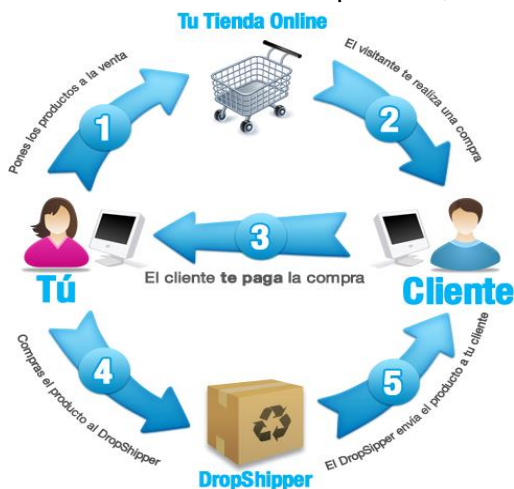 Tu Tienda Online
Pones los productos a la venta
1
El visitante te realiza una compra
2
3
El cliente te paga la compra
Tú
Cliente
Compras el producto al DropShipper
4
El DropSipper envía el producto a tu cliente
5
DropShipper